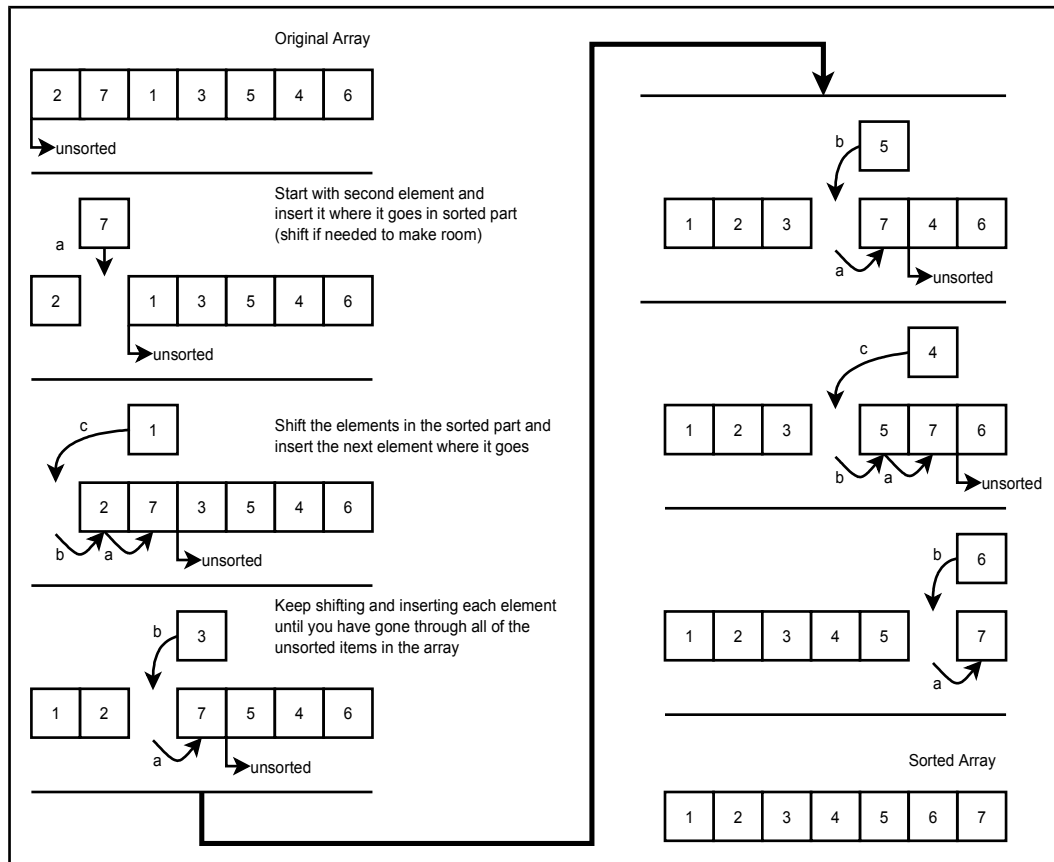 Original Array
2 7 1 3 5 4 6
unsorted
Start with second element and
insert it where it goes in sorted part
(shift if needed to make room)
7
a
2 1 3 5 4 6
unsorted
Shift the elements in the sorted part and
insert the next element where it goes
c 1
2 7 3 5 4 6
b a unsorted
Keep shifting and inserting each element
until you have gone through all of the
unsorted items in the array
b 3
1 2 7 5 4 6
a unsorted
b 5
1 2 3 7 4 6
a unsorted
c 4
1 2 3 5 7 6
b a unsorted
b 6
1 2 3 4 5 7
a
Sorted Array
1 2 3 4 5 6 7